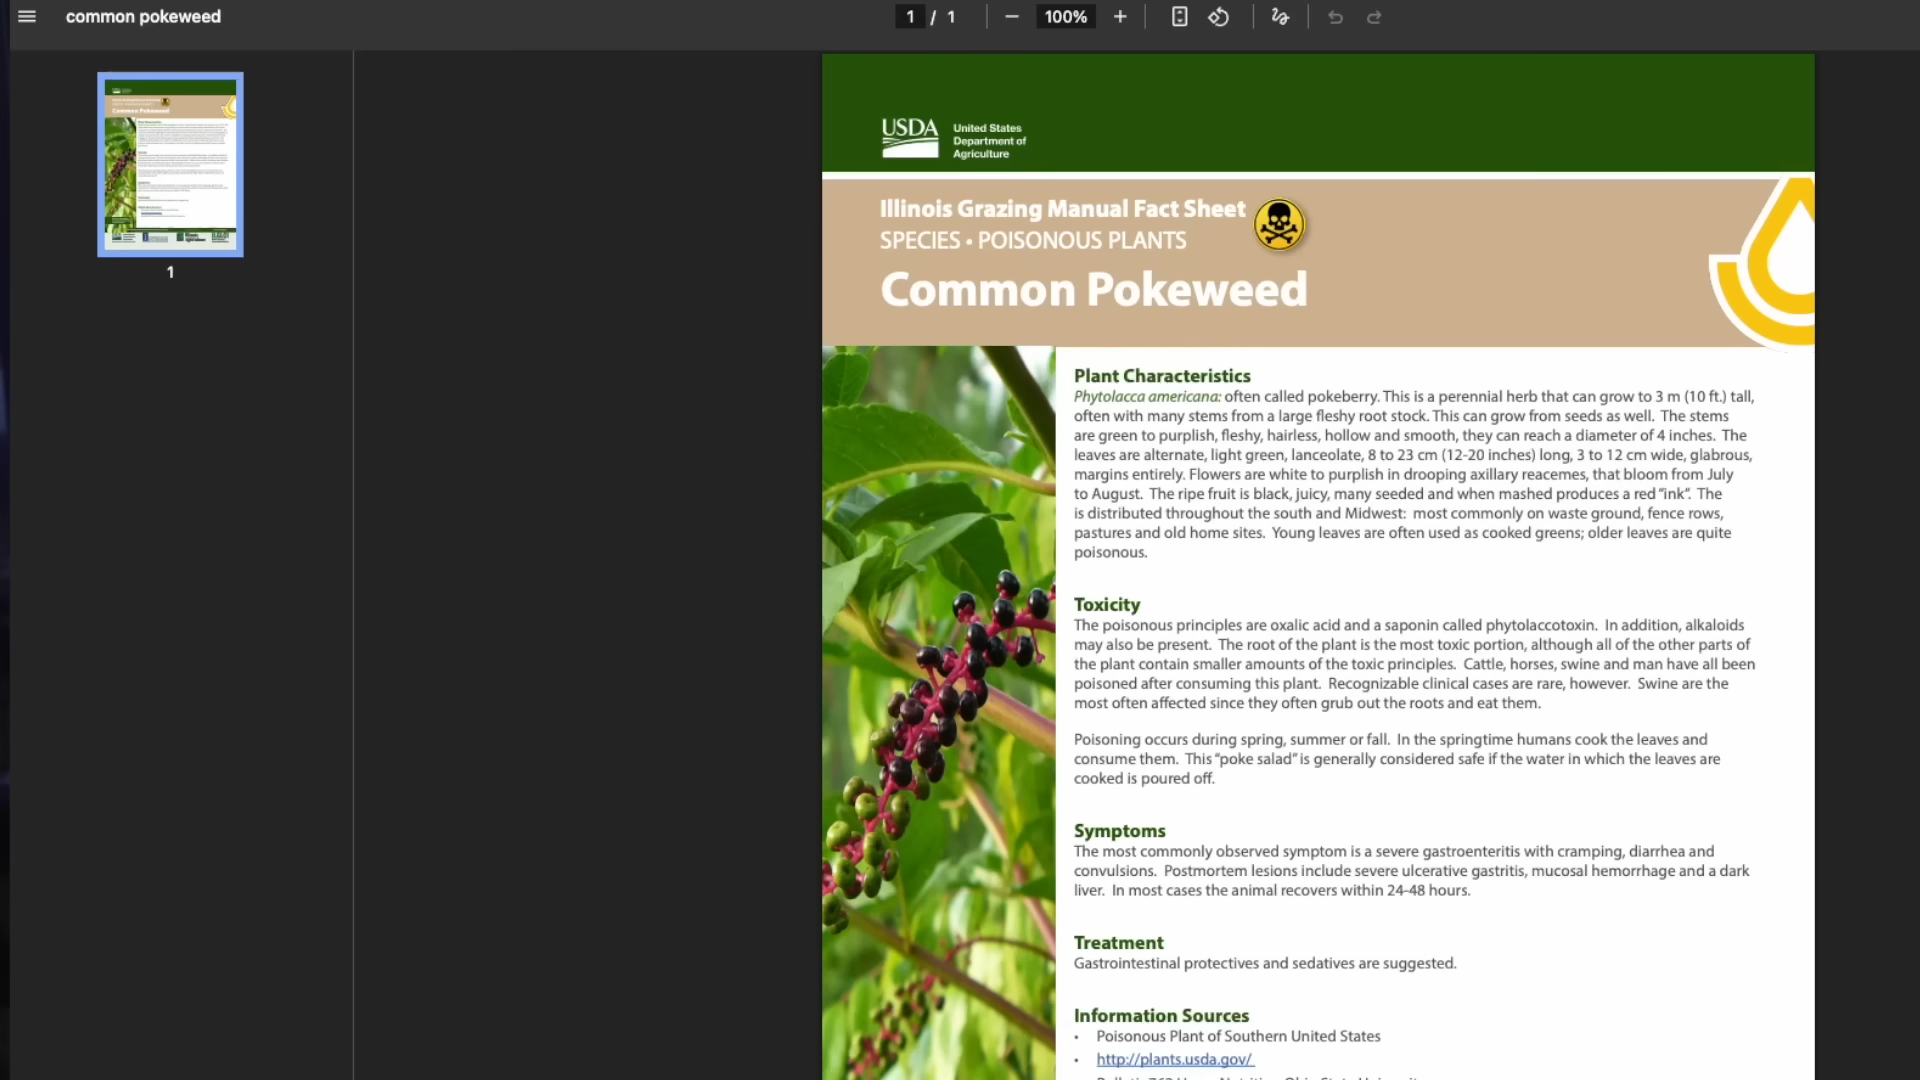 common pokeweed
1 / 1
100%
1
USDA
United States
Department of
Agriculture
Illinois Grazing Manual Fact Sheet
SPECIES • POISONOUS PLANTS
Common Pokeweed
Plant Characteristics
Phytolacca americana: often called pokeberry. This is a perennial herb that can grow to 3 m (10 ft.) tall,
often with many stems from a large fleshy root stock. This can grow from seeds as well. The stems
are green to purplish, fleshy, hairless, hollow and smooth, they can reach a diameter of 4 inches. The
leaves are alternate, light green, lanceolate, 8 to 23 cm (12-20 inches) long, 3 to 12 cm wide, glabrous,
margins entirely. Flowers are white to purplish in drooping axillary reacemes, that bloom from July
to August. The ripe fruit is black, juicy, many seeded and when mashed produces a red "ink". The
is distributed throughout the south and Midwest: most commonly on waste ground, fence rows,
pastures and old home sites. Young leaves are often used as cooked greens; older leaves are quite
poisonous.
Toxicity
The poisonous principles are oxalic acid and a saponin called phytolaccotoxin. In addition, alkaloids
may also be present. The root of the plant is the most toxic portion, although all of the other parts of
the plant contain smaller amounts of the toxic principles. Cattle, horses, swine and man have all been
poisoned after consuming this plant. Recognizable clinical cases are rare, however. Swine are the
most often affected since they often grub out the roots and eat them.
Poisoning occurs during spring, summer or fall. In the springtime humans cook the leaves and
consume them. This "poke salad" is generally considered safe if the water in which the leaves are
cooked is poured off.
Symptoms
The most commonly observed symptom is a severe gastroenteritis with cramping, diarrhea and
convulsions. Postmortem lesions include severe ulcerative gastritis, mucosal hemorrhage and a dark
liver. In most cases the animal recovers within 24-48 hours.
Treatment
Gastrointestinal protectives and sedatives are suggested.
Information Sources
• Poisonous Plant of Southern United States
• http://plants.usda.gov/